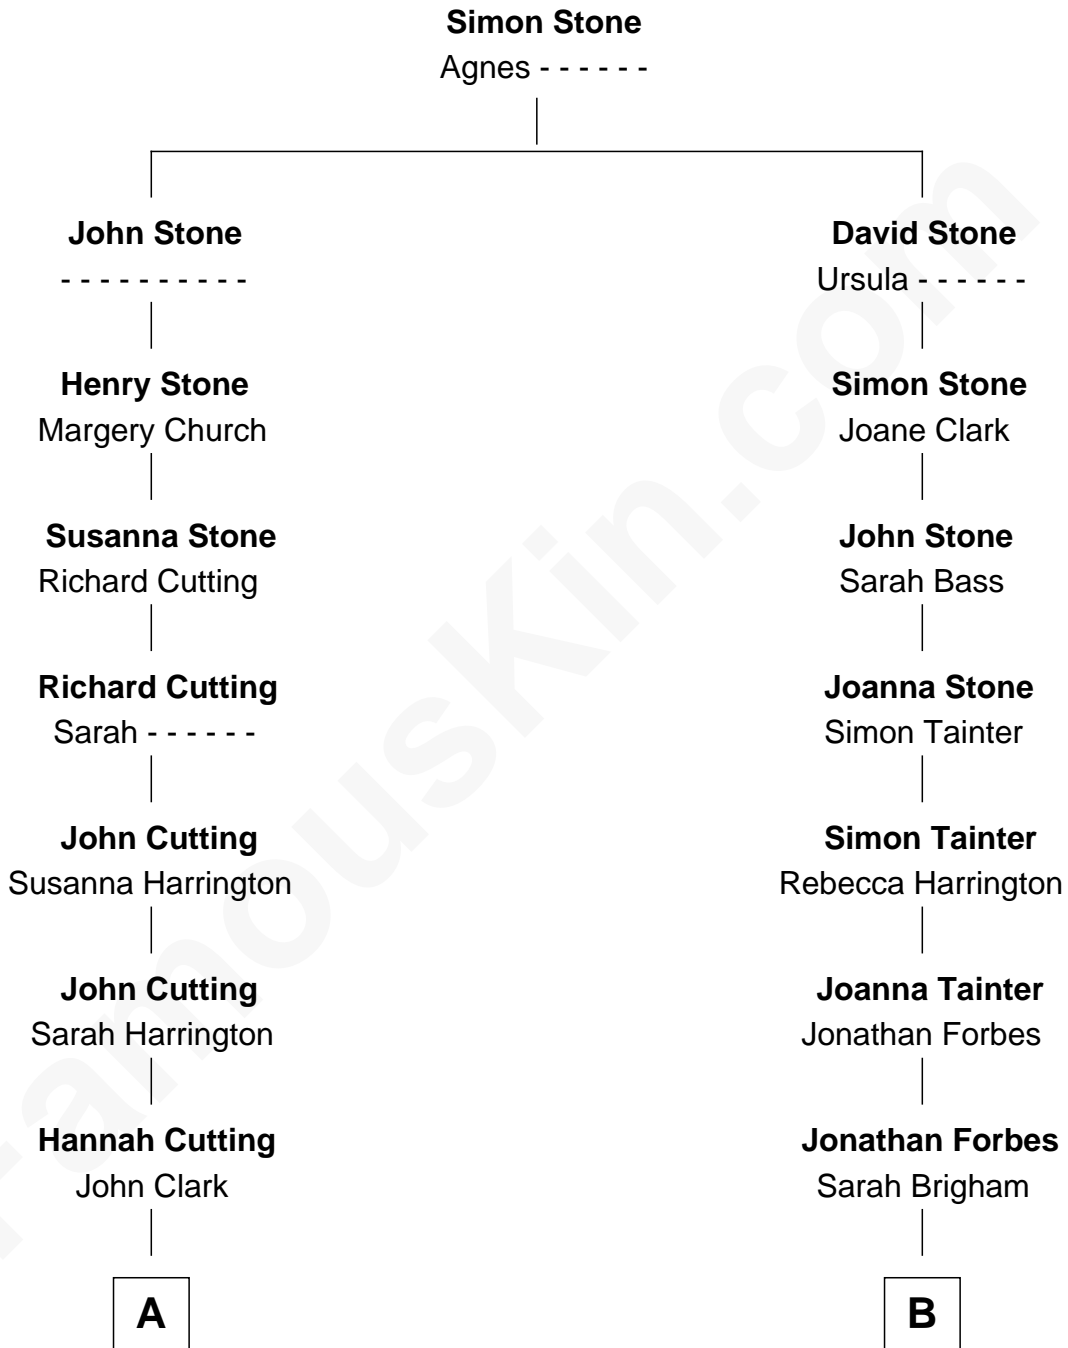 Simon Stone
Agnes - - - - - -
John Stone
- - - - - - - - - -
David Stone
Ursula - - - - - -
Henry Stone
Margery Church
Simon Stone
Joane Clark
Susanna Stone
Richard Cutting
John Stone
Sarah Bass
Richard Cutting
Sarah - - - - - -
Joanna Stone
Simon Tainter
John Cutting
Susanna Harrington
Simon Tainter
Rebecca Harrington
John Cutting
Sarah Harrington
Joanna Tainter
Jonathan Forbes
Hannah Cutting
John Clark
Jonathan Forbes
Sarah Brigham
A
B
FamousKin.com